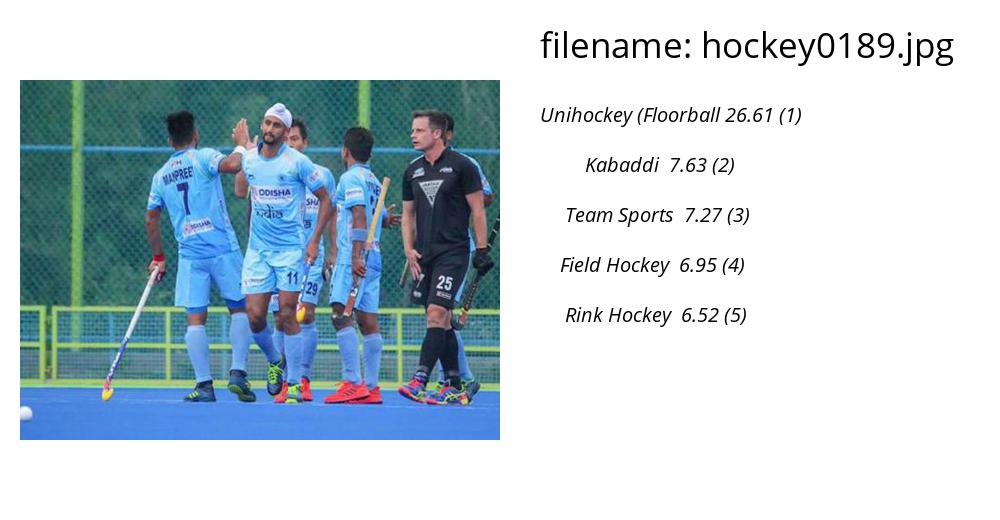 filename: hockey0189.jpg
Unihockey (Floorball 26.61 (1)
Kabaddi 7.63 (2)
Team Sports 7.27 (3)
Field Hockey 6.95 (4)
Rink Hockey 6.52 (5)
MANPREET
7
ODISHA
ODISHA
india
11
29
25